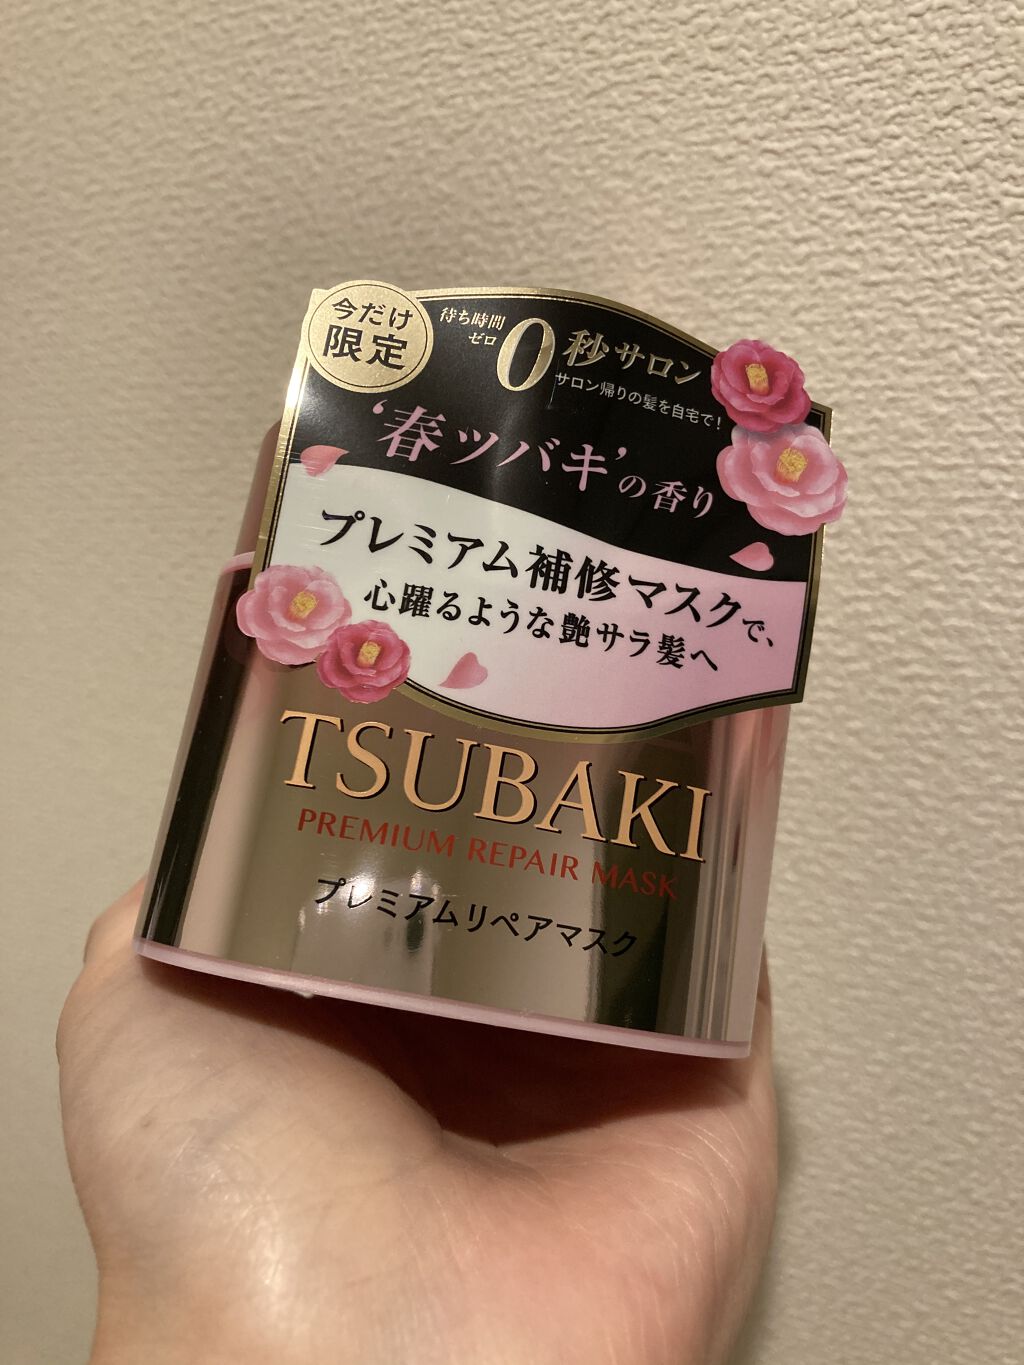 今だけ
限定
待ち時間
ゼロ
0秒サロン
サロン帰りの髪を自宅で!
‘春ツバキ’の香り
プレミアム補修マスクで、
心躍るような艶サラ髪へ
TSUBAKI
PREMIUM REPAIR MASK
プレミアムリペアマスク